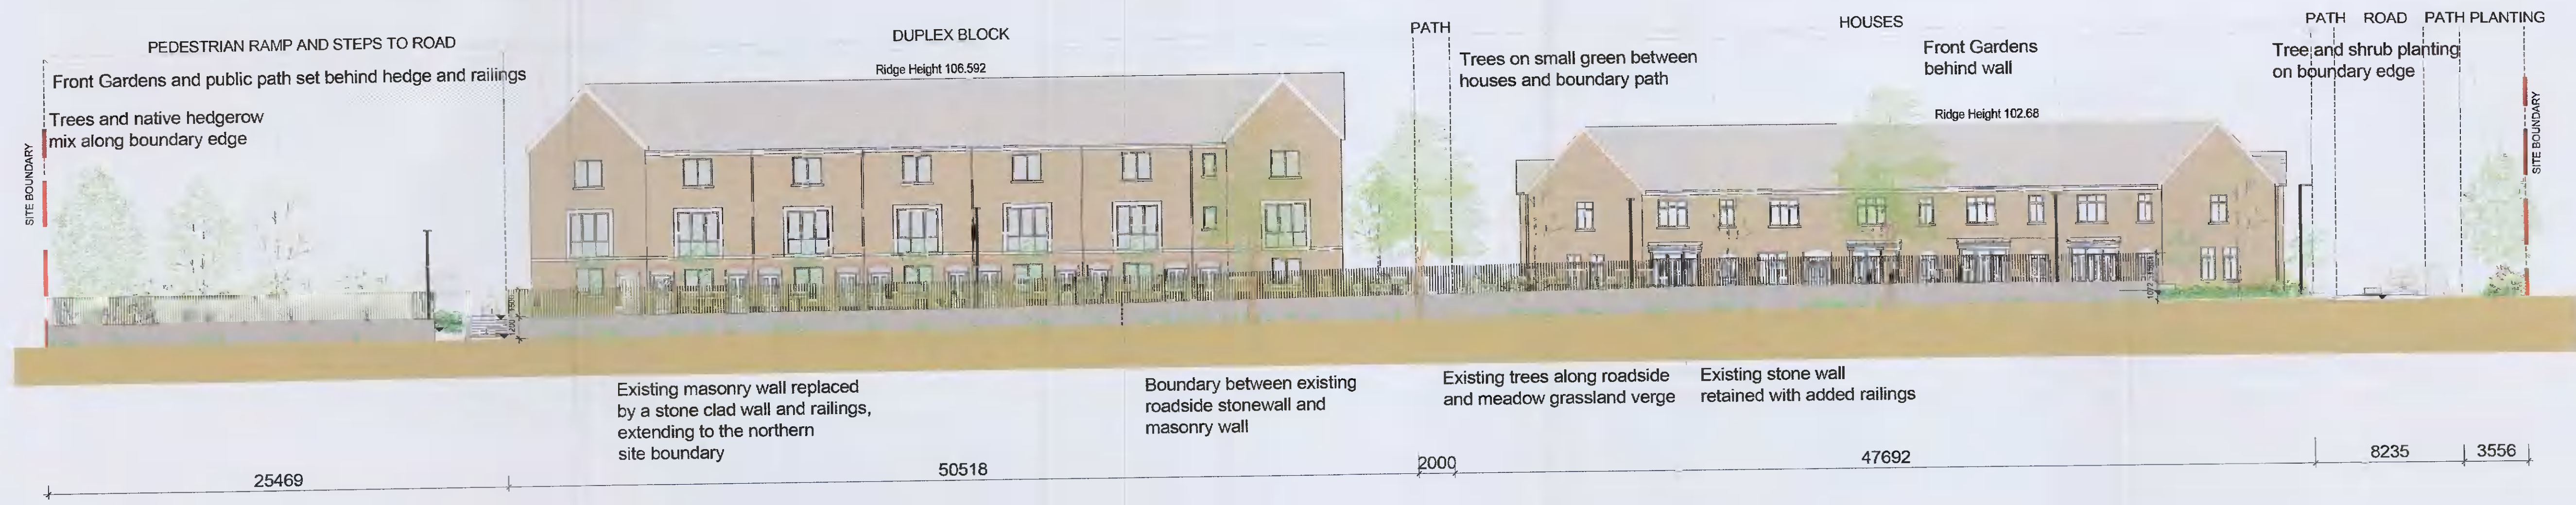 PEDESTRIAN RAMP AND STEPS TO ROAD
DUPLEX BLOCK
PATH
HOUSES
PATH ROAD PATH PLANTING
Front Gardens and public path set behind hedge and railings
Ridge Height 106.592
Trees on small green between
houses and boundary path
Front Gardens
behind wall
Tree and shrub planting
on boundary edge
Trees and native hedgerow
mix along boundary edge
Ridge Height 102.68
SITE BOUNDARY
SITE BOUNDARY
Existing masonry wall replaced
by a stone clad wall and railings,
extending to the northern
site boundary
Boundary between existing
roadside stonewall and
masonry wall
Existing trees along roadside
and meadow grassland verge
Existing stone wall
retained with added railings
25469
50518
2000
47692
8235
3556